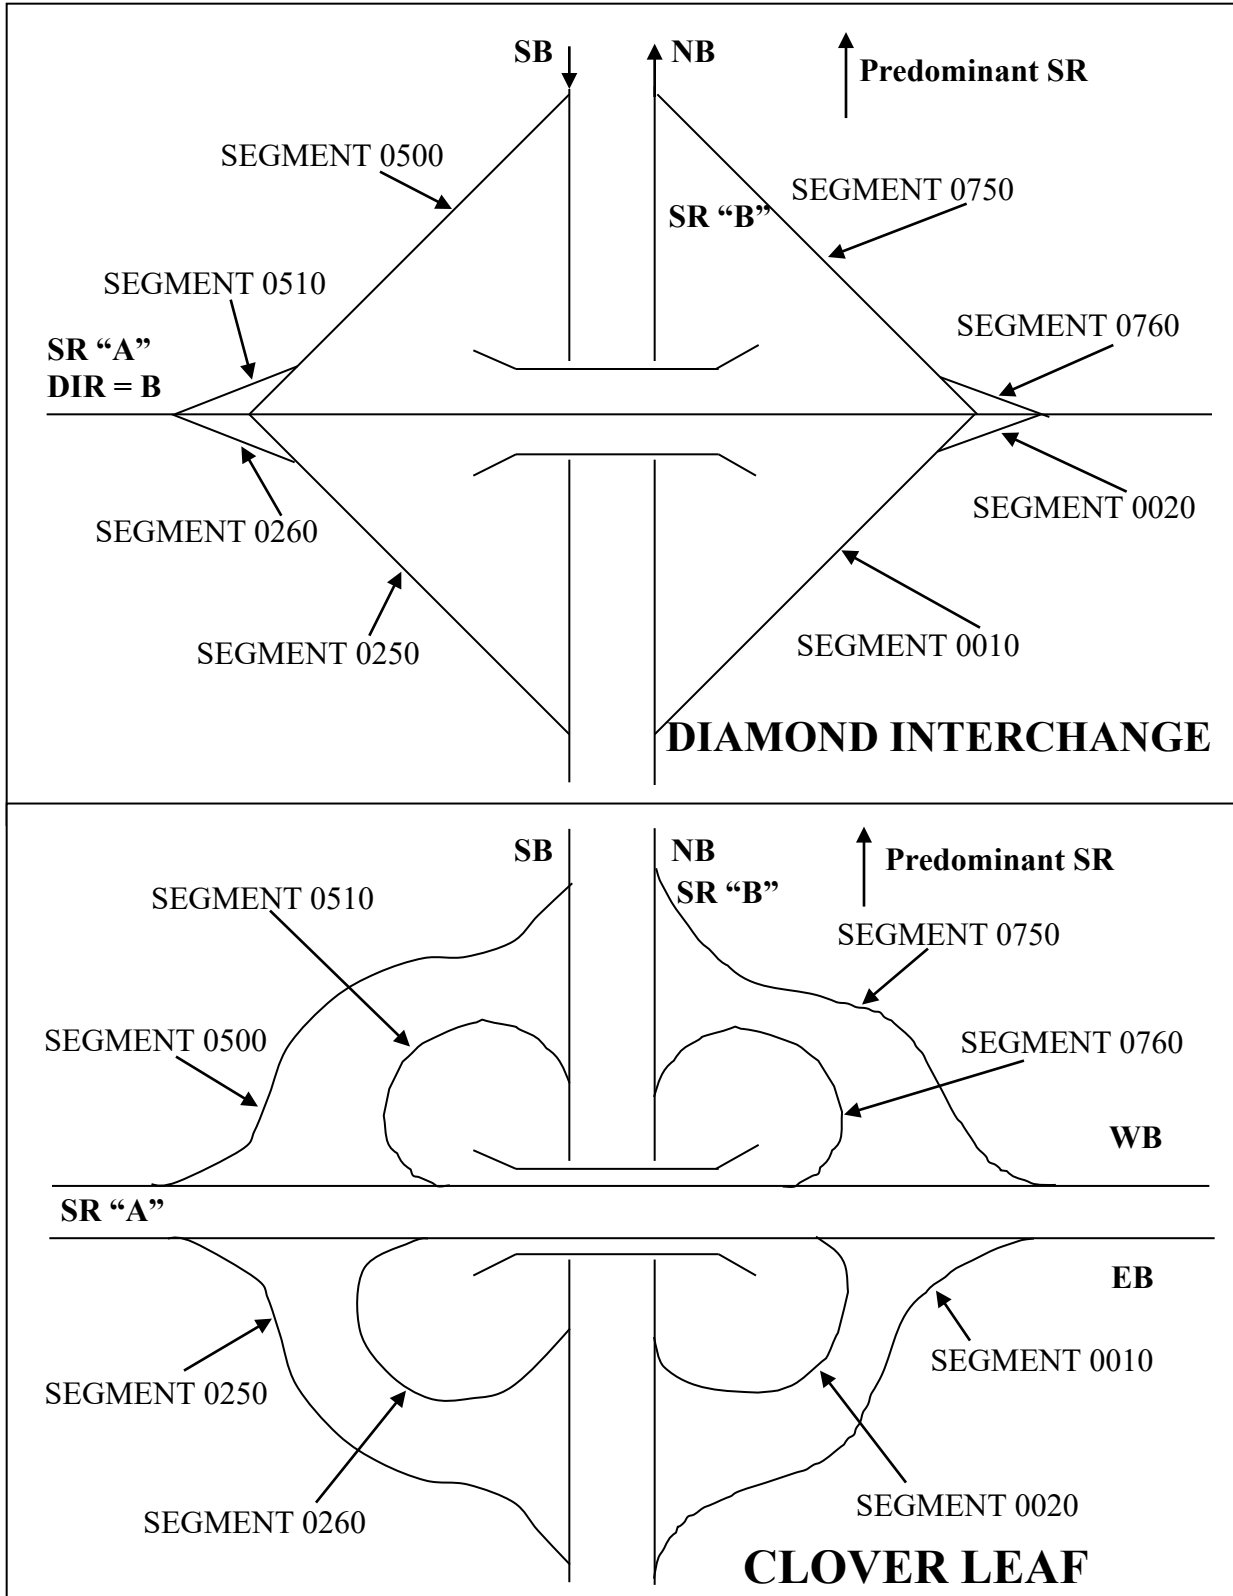 SB
NB
Predominant SR
SEGMENT 0500
SEGMENT 0750
SR “B”
SEGMENT 0510
SEGMENT 0760
SR “A”
DIR = B
SEGMENT 0020
SEGMENT 0260
SEGMENT 0250
SEGMENT 0010
DIAMOND INTERCHANGE
SB
NB
Predominant SR
SR “B”
SEGMENT 0510
SEGMENT 0750
SEGMENT 0500
SEGMENT 0760
WB
SR “A”
EB
SEGMENT 0010
SEGMENT 0250
SEGMENT 0020
SEGMENT 0260
CLOVER LEAF